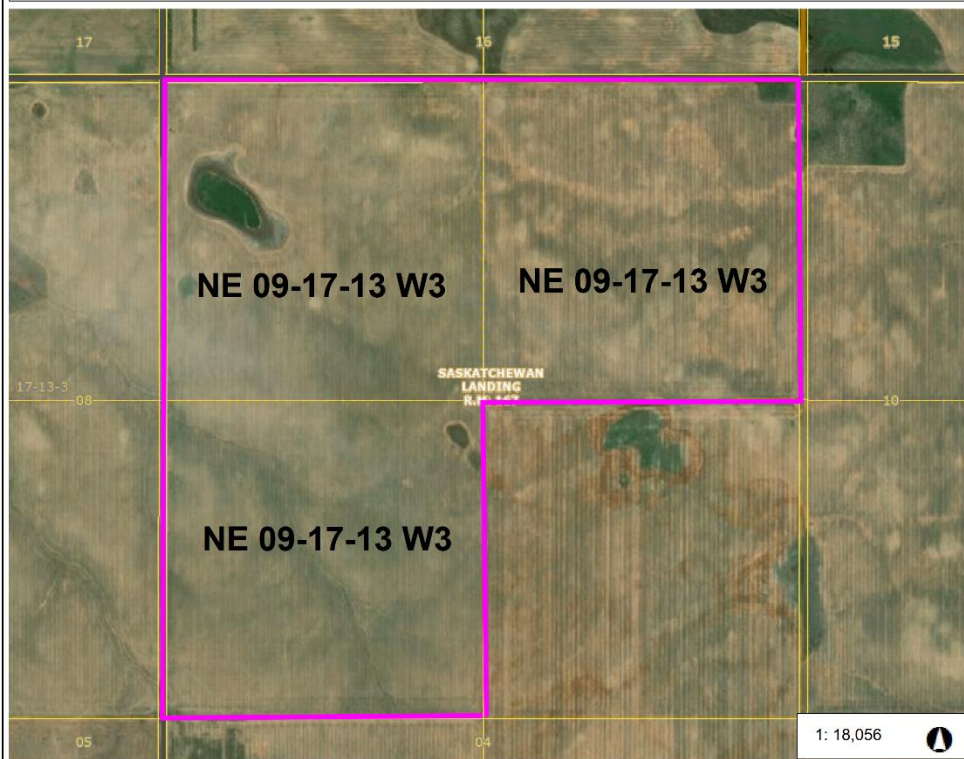 17
16
15
NE 09-17-13 W3
NE 09-17-13 W3
SASKATCHEWAN
LANDING
R.M. 167
17-13-3
08
10
NE 09-17-13 W3
05
04
1: 18,056